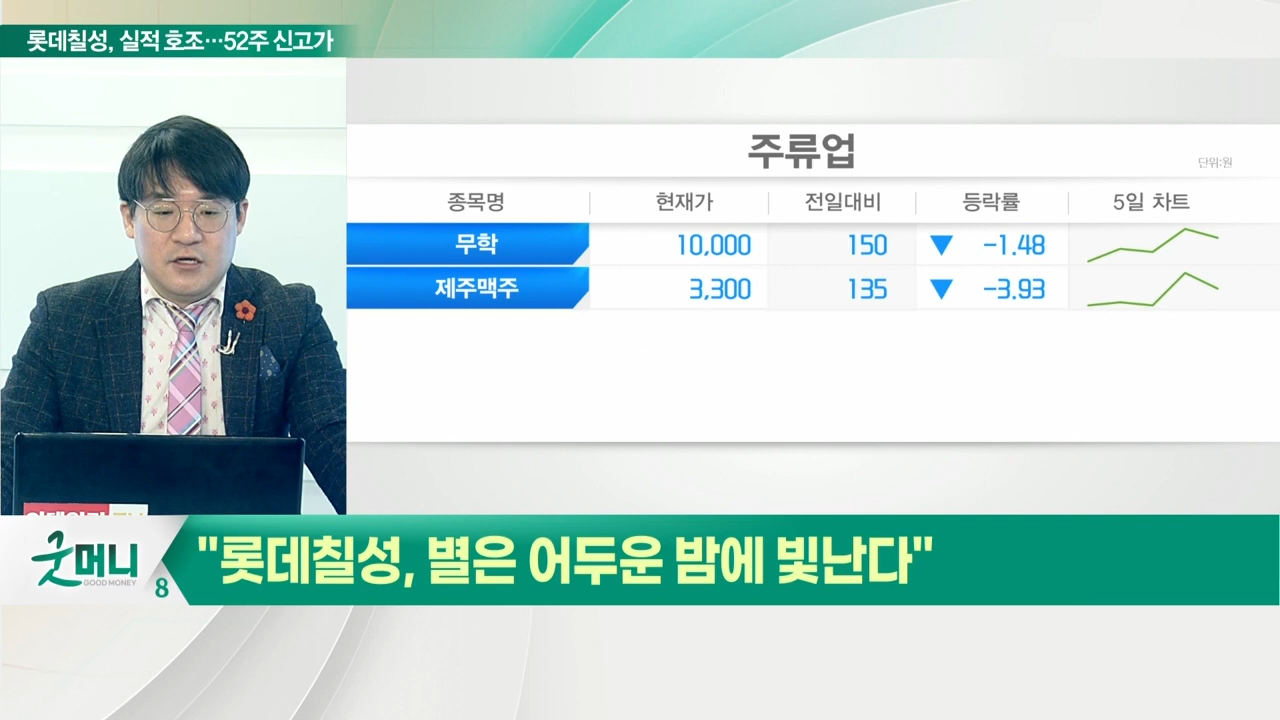 롯데칠성, 실적 호조…52주 신고가
주류업
단위:원
종목명 현재가 전일대비 등락률 5일 차트
무학 10,000 150 ▼ -1.48
제주맥주 3,300 135 ▼ -3.93
굿머니
GOOD MONEY
8
"롯데칠성, 별은 어두운 밤에 빛난다"